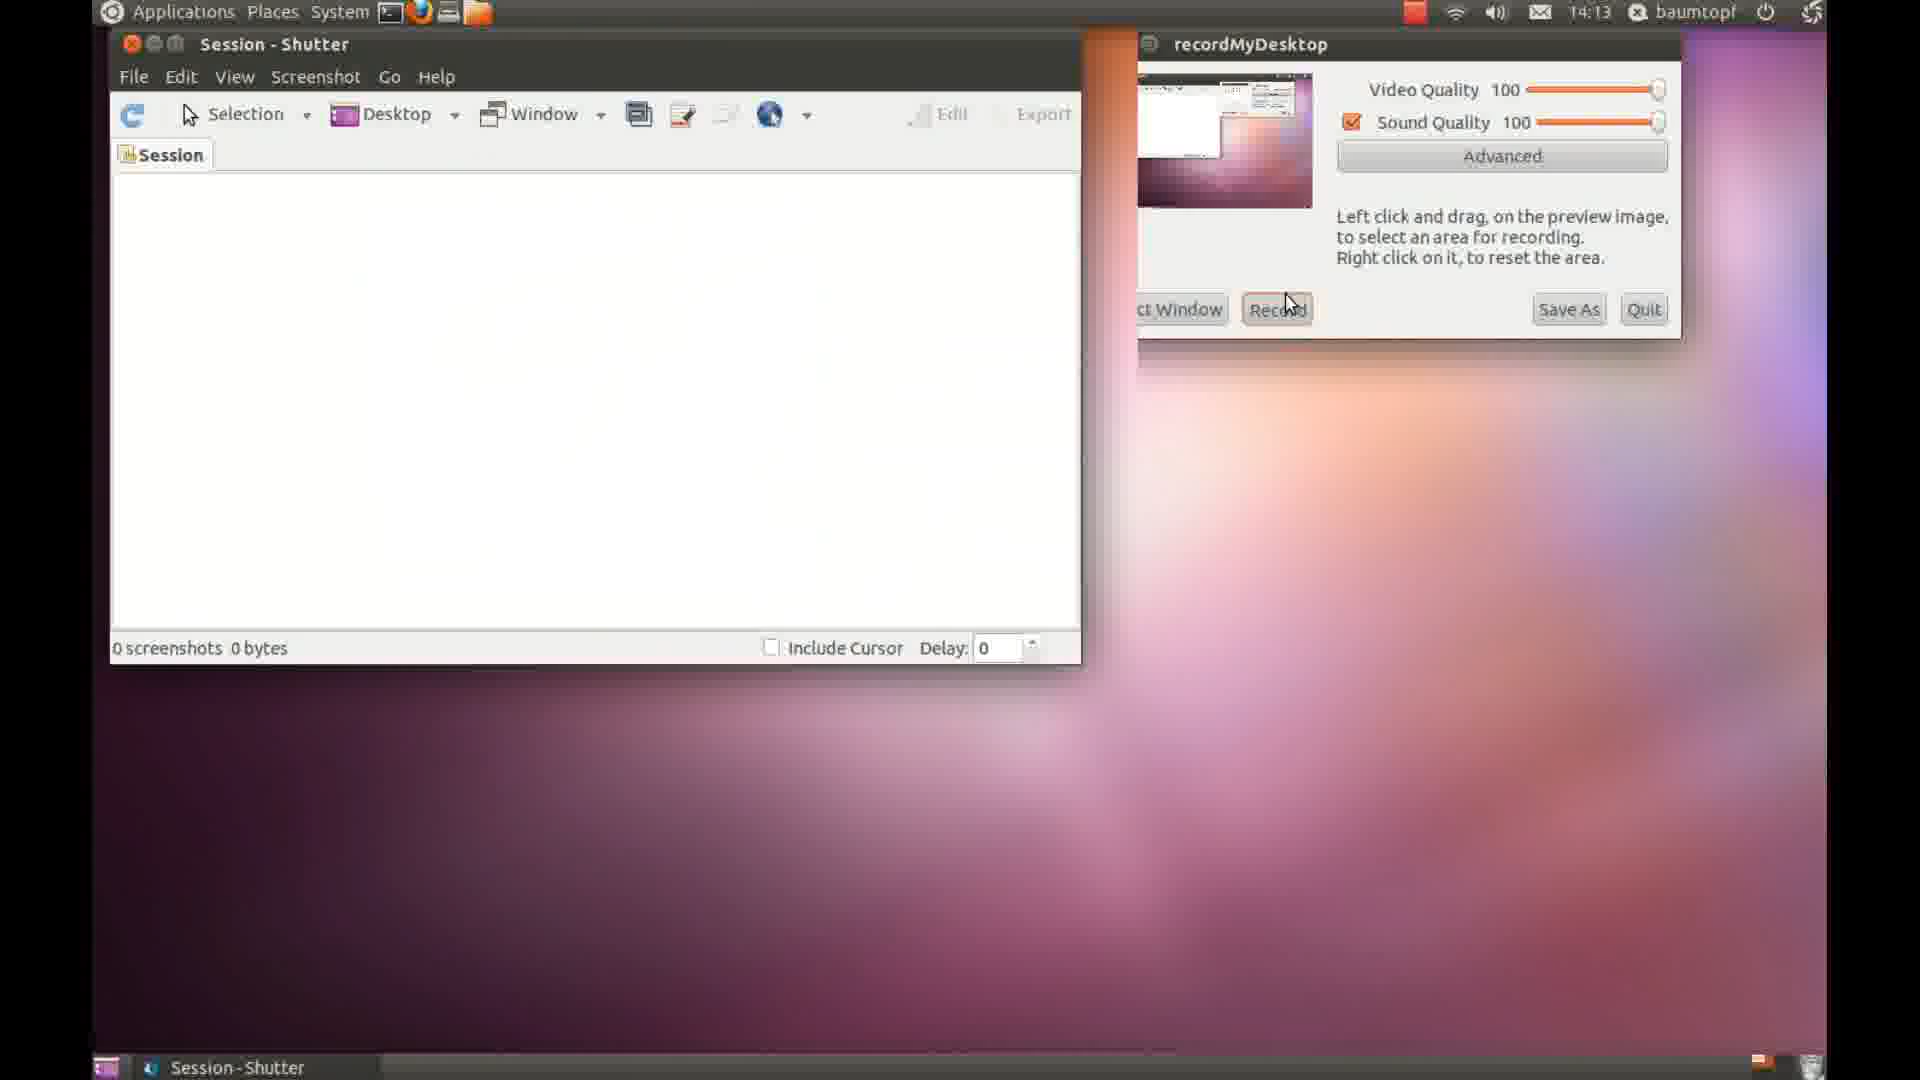 Applications Places System 14:13 baumtopf
Session - Shutter
File Edit View Screenshot Go Help
Selection Desktop Window Edit Export
Session
0 screenshots 0 bytes Include Cursor Delay: 0
recordMyDesktop
Video Quality 100
Sound Quality 100
Advanced
Left click and drag, on the preview image,
to select an area for recording.
Right click on it, to reset the area.
ct Window Record Save As Quit
Session - Shutter